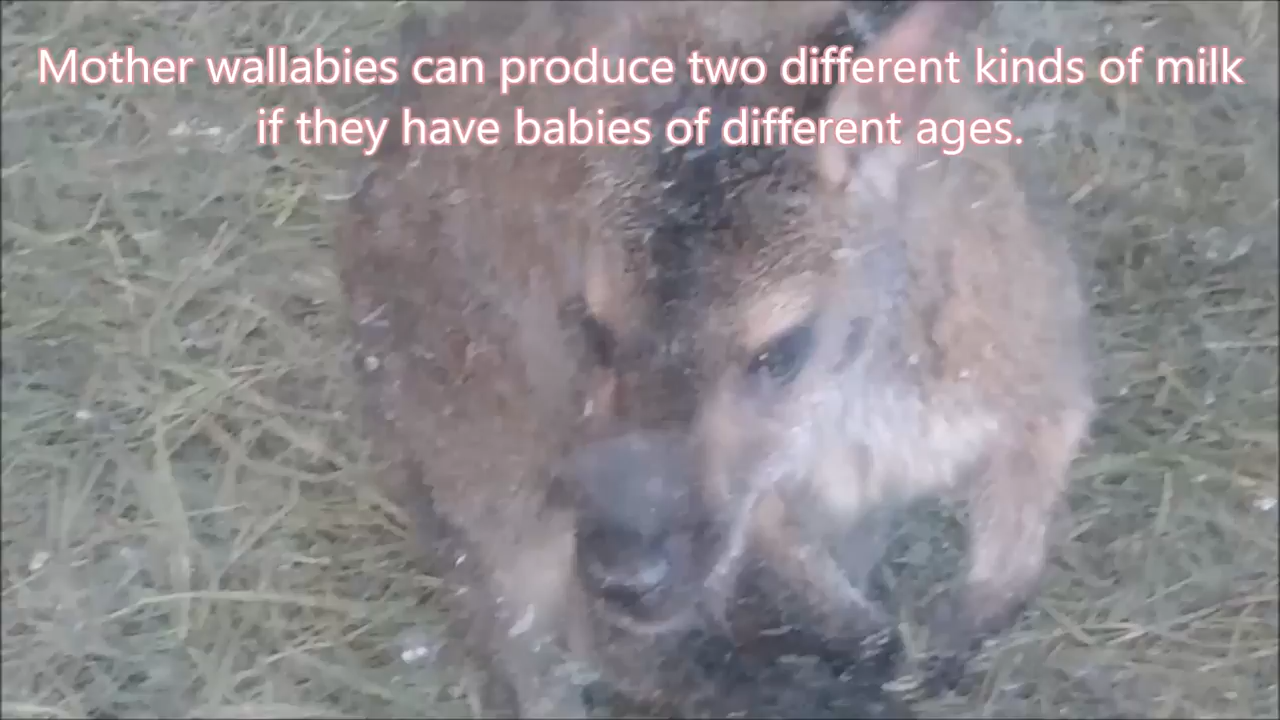 Mother wallabies can produce two different kinds of milk
if they have babies of different ages.